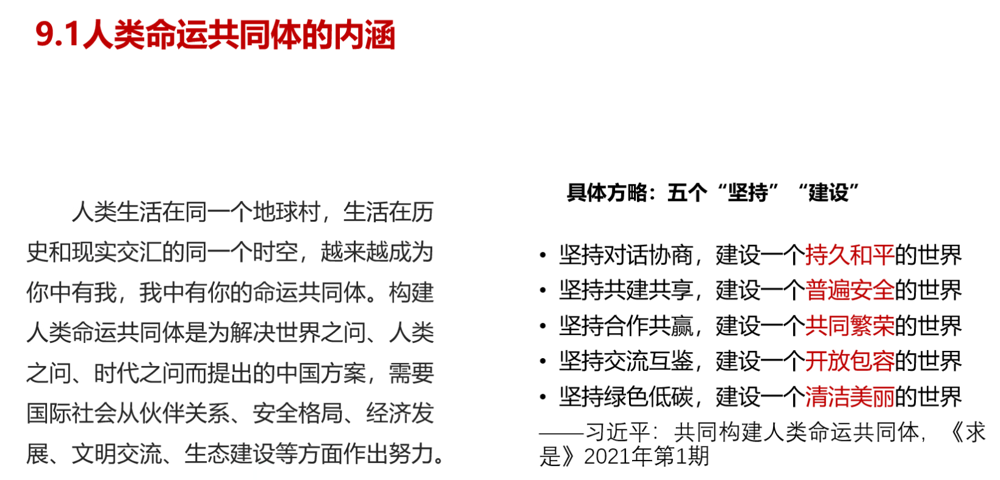 9.1人类命运共同体的内涵
人类生活在同一个地球村，生活在历
史和现实交汇的同一个时空，越来越成为
你中有我，我中有你的命运共同体。构建
人类命运共同体是为解决世界之问、人类
之问、时代之问而提出的中国方案，需要
国际社会从伙伴关系、安全格局、经济发
展、文明交流、生态建设等方面作出努力。
具体方略：五个“坚持”“建设”
• 坚持对话协商，建设一个持久和平的世界
• 坚持共建共享，建设一个普遍安全的世界
• 坚持合作共赢，建设一个共同繁荣的世界
• 坚持交流互鉴，建设一个开放包容的世界
• 坚持绿色低碳，建设一个清洁美丽的世界
——习近平：共同构建人类命运共同体，《求
是》2021年第1期